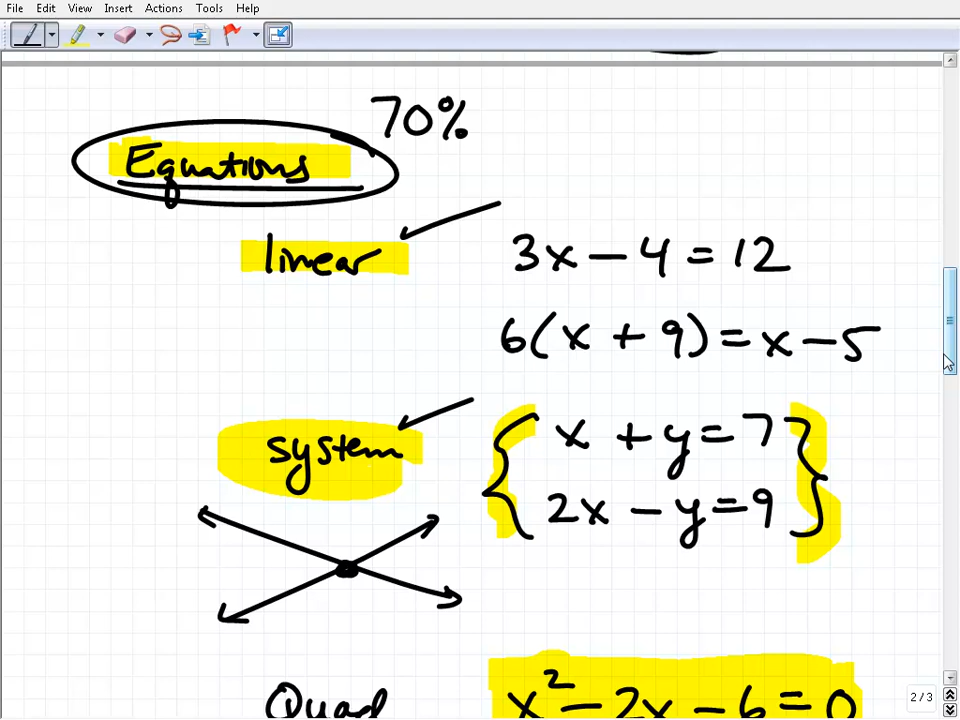 File Edit View Insert Actions Tools Help
70%
Equations
linear
3x - 4 = 12
6(x + 9) = x - 5
system
x + y = 7
2x - y = 9
Quad
x² - 2x - 6 = 0
2 / 3